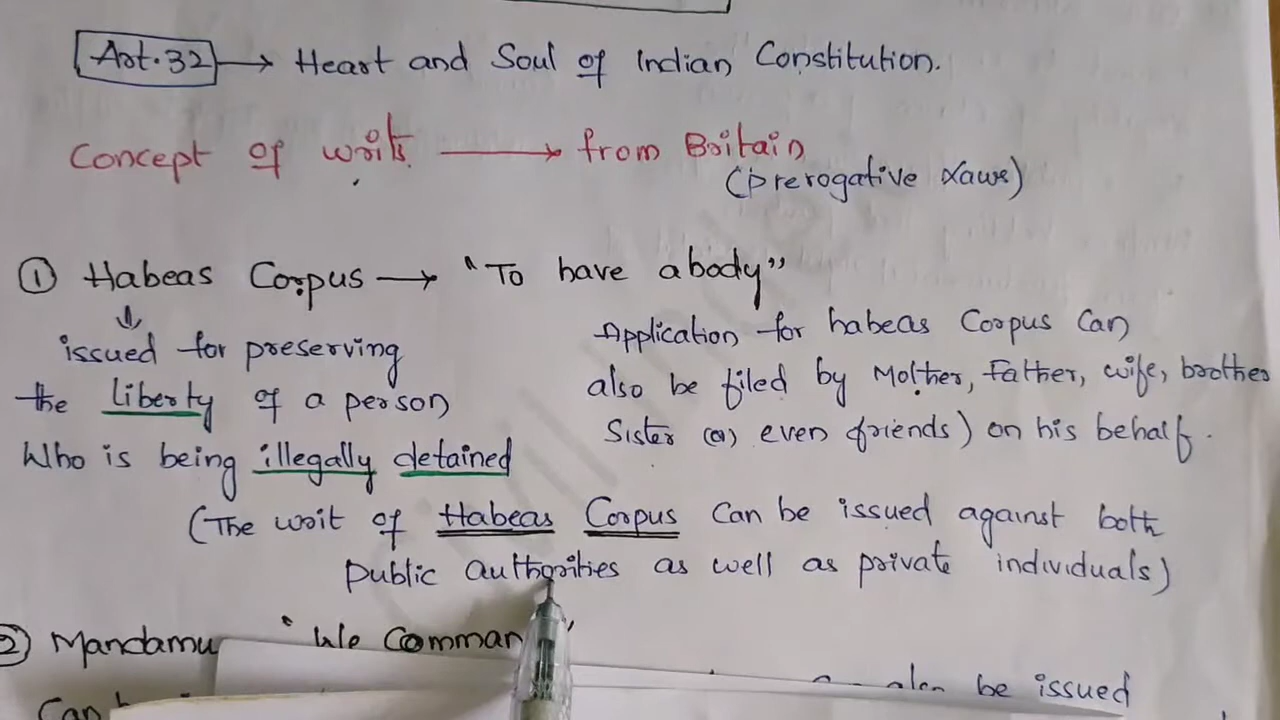 Art.32 → Heart and Soul of Indian Constitution.
Concept of writs. → from Britain
(Prerogative Laws)
① Habeas Corpus → "To have a body"
issued for preserving
the liberty of a person
Who is being illegally detained
Application for habeas Corpus Can
also be filed by Mother, Father, wife, brother
Sister (or) even friends) on his behalf.
(The writ of Habeas Corpus Can be issued against both
Public authorities as well as private individuals)
② Mandamu "We Comman"
also be issued